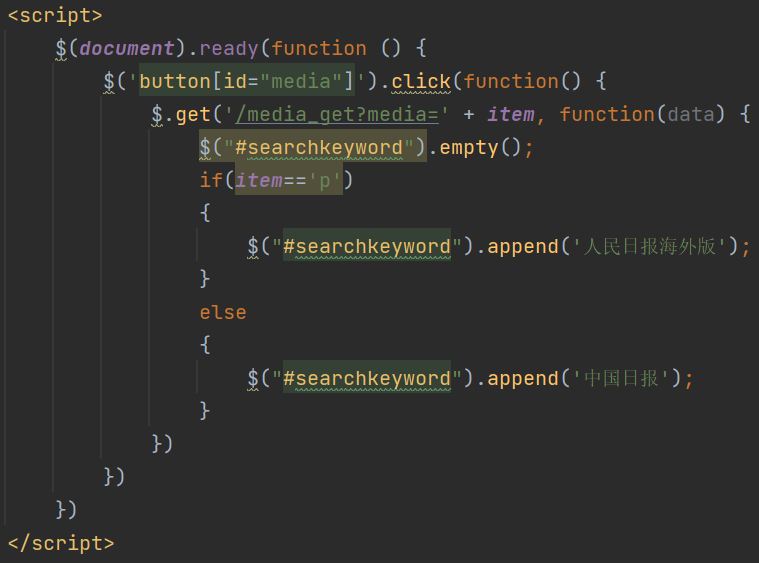 <script>
$(document).ready(function () {
$('button[id="media"]').click(function() {
$.get('/media_get?media=' + item, function(data) {
$("#searchkeyword").empty();
if(item=='p')
{
$("#searchkeyword").append('人民日报海外版');
}
else
{
$("#searchkeyword").append('中国日报');
}
})
})
})
</script>